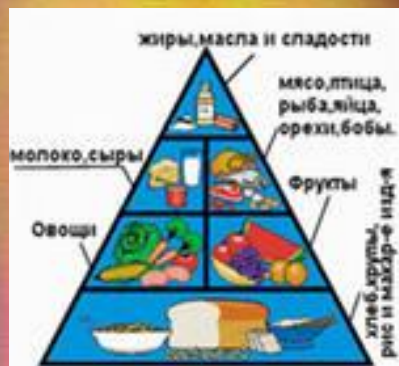 жиры,масла и сладости
мясо,птица,
рыба,яйца,
орехи,бобы.
молоко,сыры
Фрукты
Овощи
хлеб,крупы,
рис и макар-е изд-я